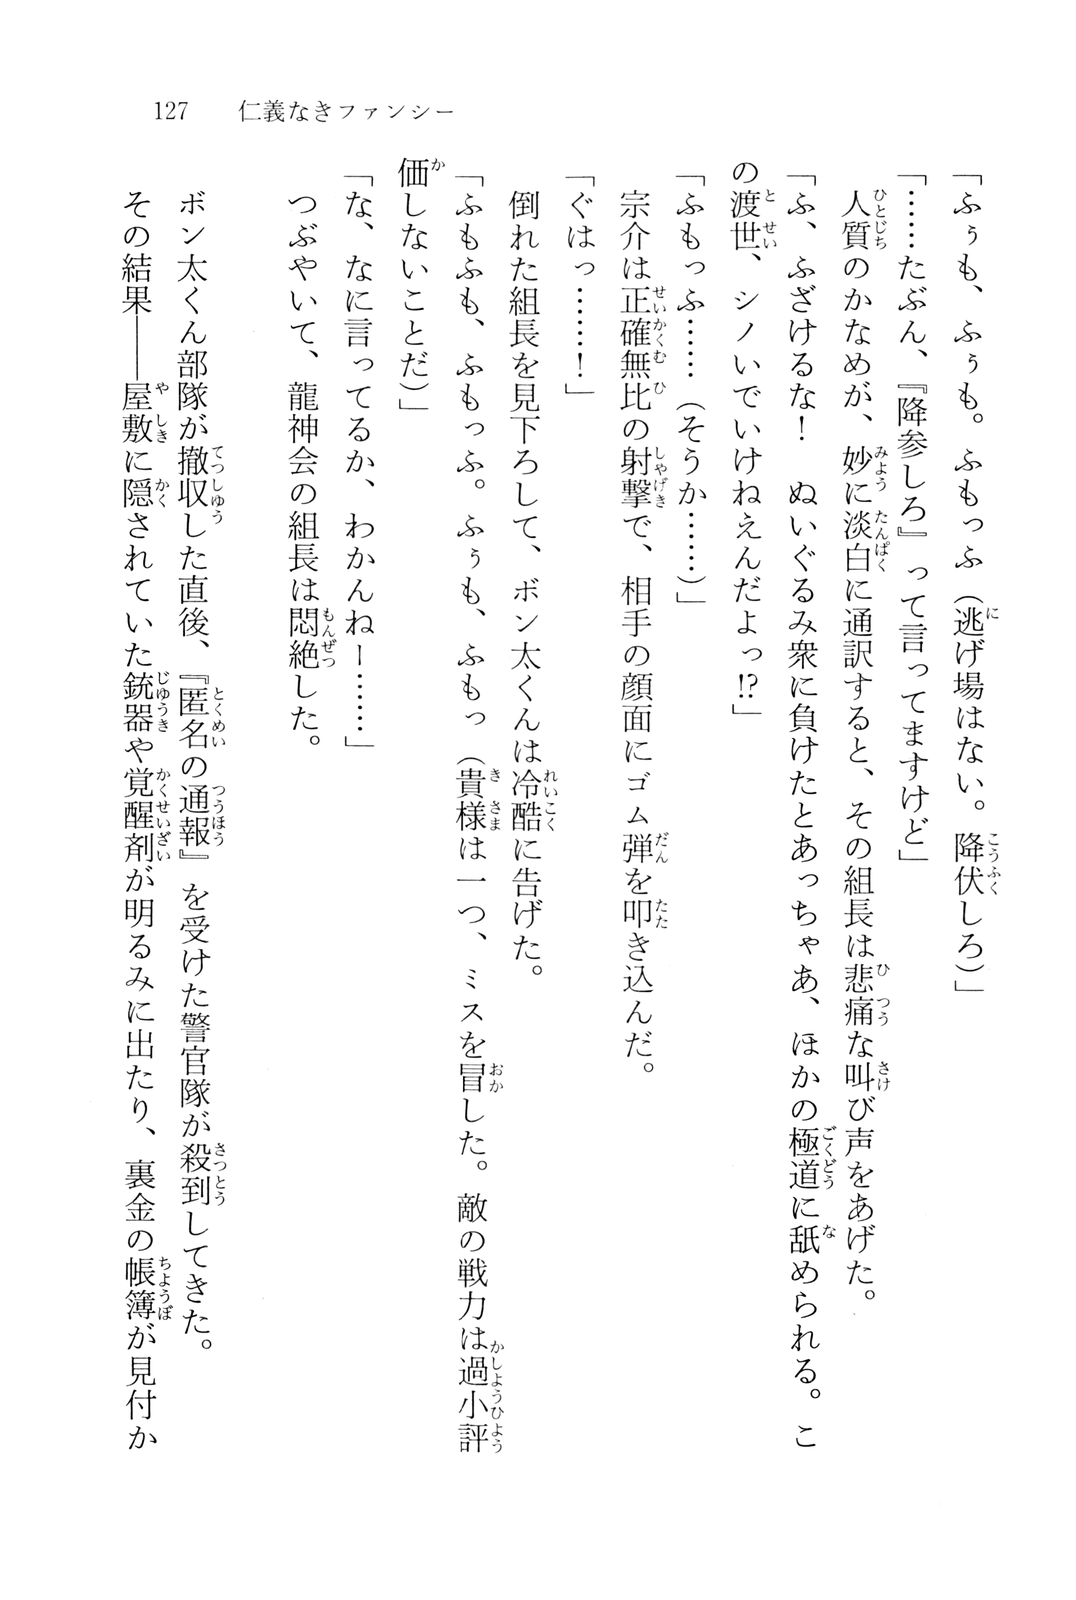 127　仁義なきファンシー
「ふぅも、ふぅも。ふもっふ（逃げ場はない。降伏しろ）」
「……たぶん、『降参しろ』って言ってますけど」
　人質のかなめが、妙に淡白に通訳すると、その組長は悲痛な叫び声をあげた。
「ふ、ふざけるな！　ぬいぐるみ衆に負けたとあっちゃあ、ほかの極道に舐められる。こ
の渡世、シノいでいけねえんだよっ!?」
「ふもっふ……（そうか……）」
　宗介は正確無比の射撃で、相手の顔面にゴム弾を叩き込んだ。
「ぐはっ……！」
　倒れた組長を見下ろして、ボン太くんは冷酷に告げた。
「ふもふも、ふもっふ。ふぅも、ふもっ（貴様は一つ、ミスを冒した。敵の戦力は過小評
価しないことだ）」
「な、なに言ってるか、わかんねー……」
　つぶやいて、龍神会の組長は悶絶した。
　ボン太くん部隊が撤収した直後、『匿名の通報』を受けた警官隊が殺到してきた。
　その結果――屋敷に隠されていた銃器や覚醒剤が明るみに出たり、裏金の帳簿が見付か